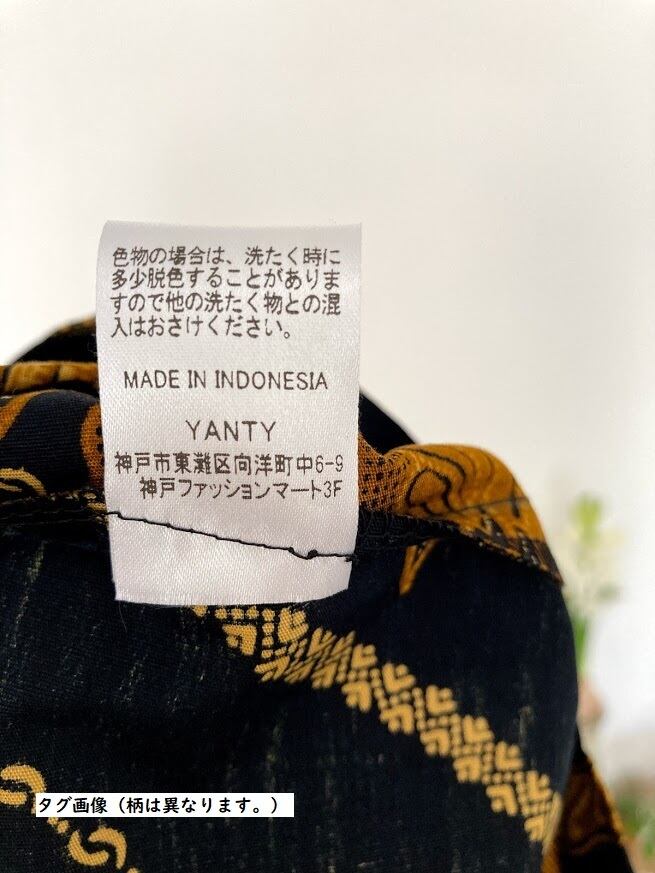 色物の場合は、洗たく時に
多少脱色することがありま
すので他の洗たく物との混
入はおさけください。
MADE IN INDONESIA
YANTY
神戸市東灘区向洋町中6-9
神戸ファッションマート3F
タグ画像（柄は異なります。）